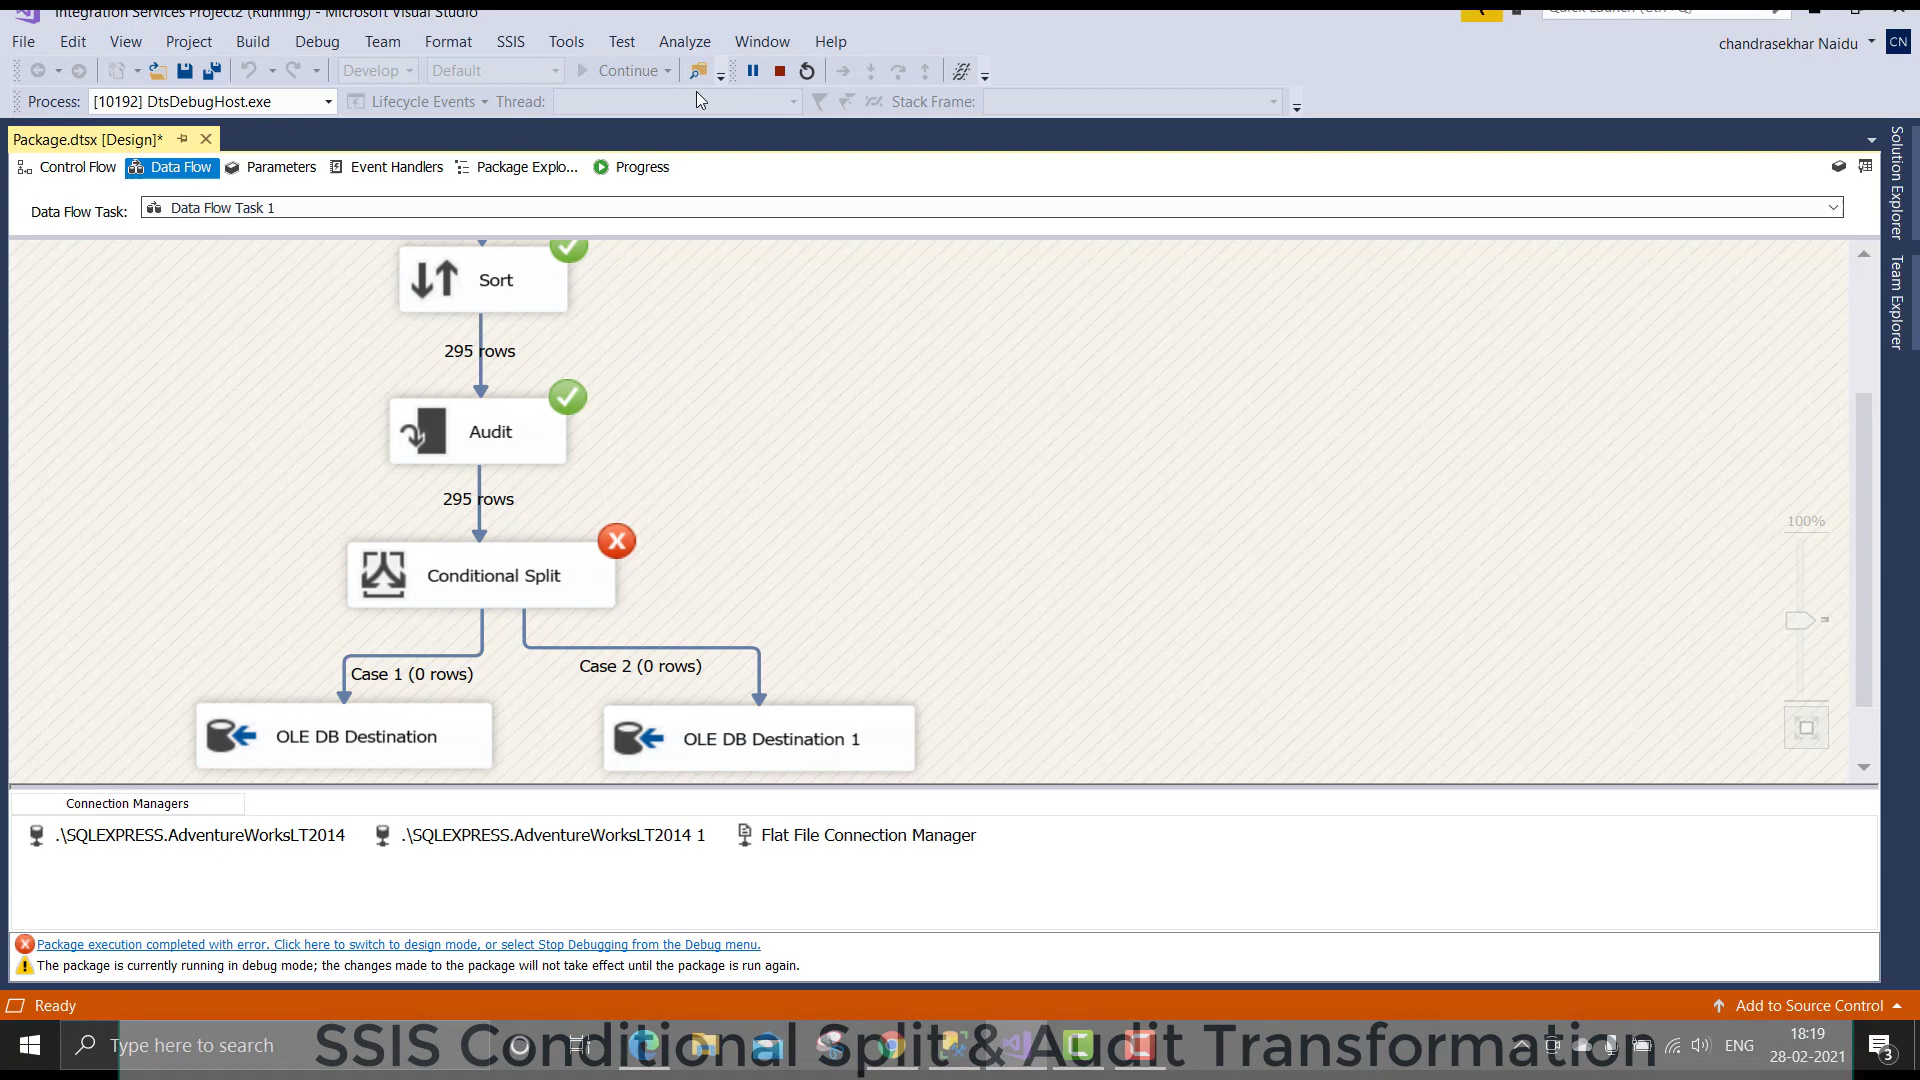 Integration Services Project2 (Running) - Microsoft Visual Studio
Quick Launch (Ctrl+Q)
File Edit View Project Build Debug Team Format SSIS Tools Test Analyze Window Help
chandrasekhar Naidu CN
Develop Default Continue
Process: [10192] DtsDebugHost.exe Lifecycle Events Thread: Stack Frame:
Package.dtsx [Design]*
Control Flow Data Flow Parameters Event Handlers Package Explo... Progress
Data Flow Task: Data Flow Task 1
Solution Explorer
Team Explorer
Sort
295 rows
Audit
295 rows
100%
Conditional Split
Case 1 (0 rows)
Case 2 (0 rows)
OLE DB Destination
OLE DB Destination 1
Connection Managers
.\SQLEXPRESS.AdventureWorksLT2014 .\SQLEXPRESS.AdventureWorksLT2014 1 Flat File Connection Manager
Package execution completed with error. Click here to switch to design mode, or select Stop Debugging from the Debug menu.
The package is currently running in debug mode; the changes made to the package will not take effect until the package is run again.
Ready
Add to Source Control
Type here to search
SSIS Conditional Split & Audit Transformation
ENG
18:19
28-02-2021
3